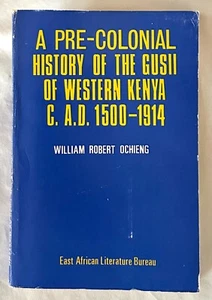 A PRE-COLONIAL
HISTORY OF THE GUSII
OF WESTERN KENYA
C. A.D. 1500-1914
WILLIAM ROBERT OCHIENG
East African Literature Bureau